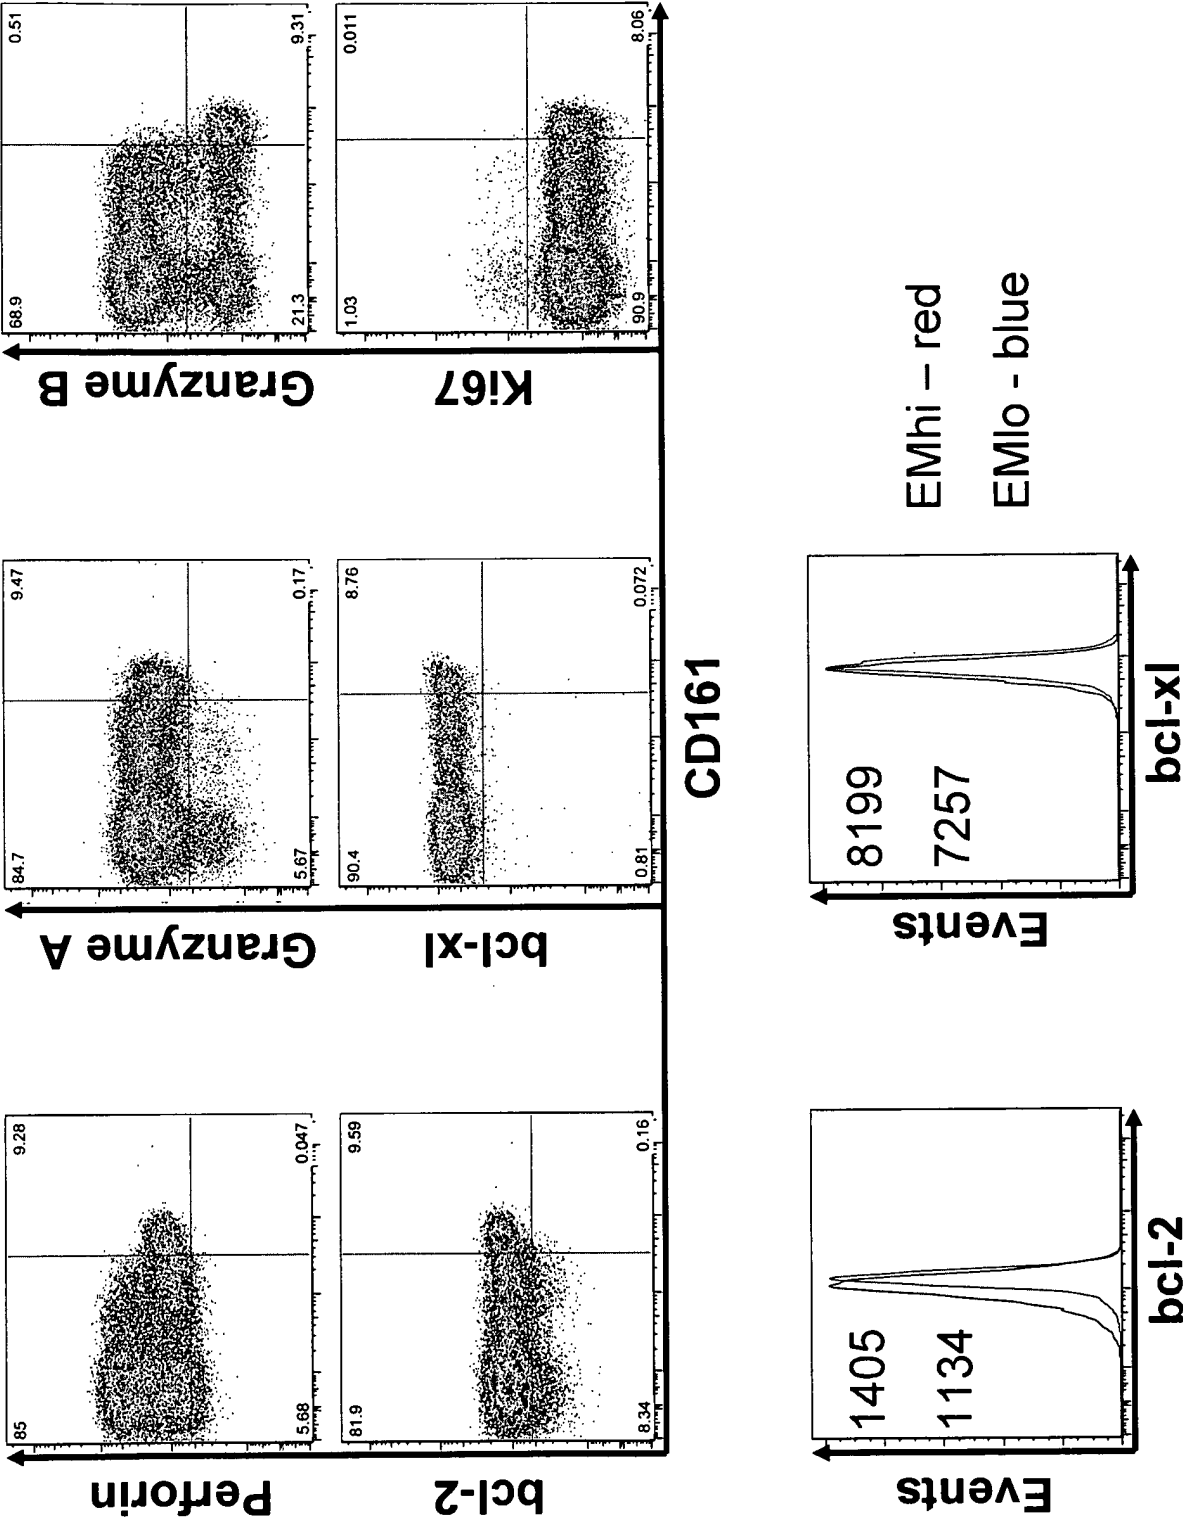 Perforin
85
9.28
5.68
0.047
Granzyme A
84.7
9.47
5.67
0.17
Granzyme B
68.9
0.51
21.3
9.31
bcl-2
81.9
9.59
8.34
0.16
bcl-xl
90.4
8.76
0.81
0.072
Ki67
1.03
0.011
90.9
8.06
CD161
Events
1405
1134
bcl-2
Events
8199
7257
bcl-xl
EMhi – red
EMlo - blue